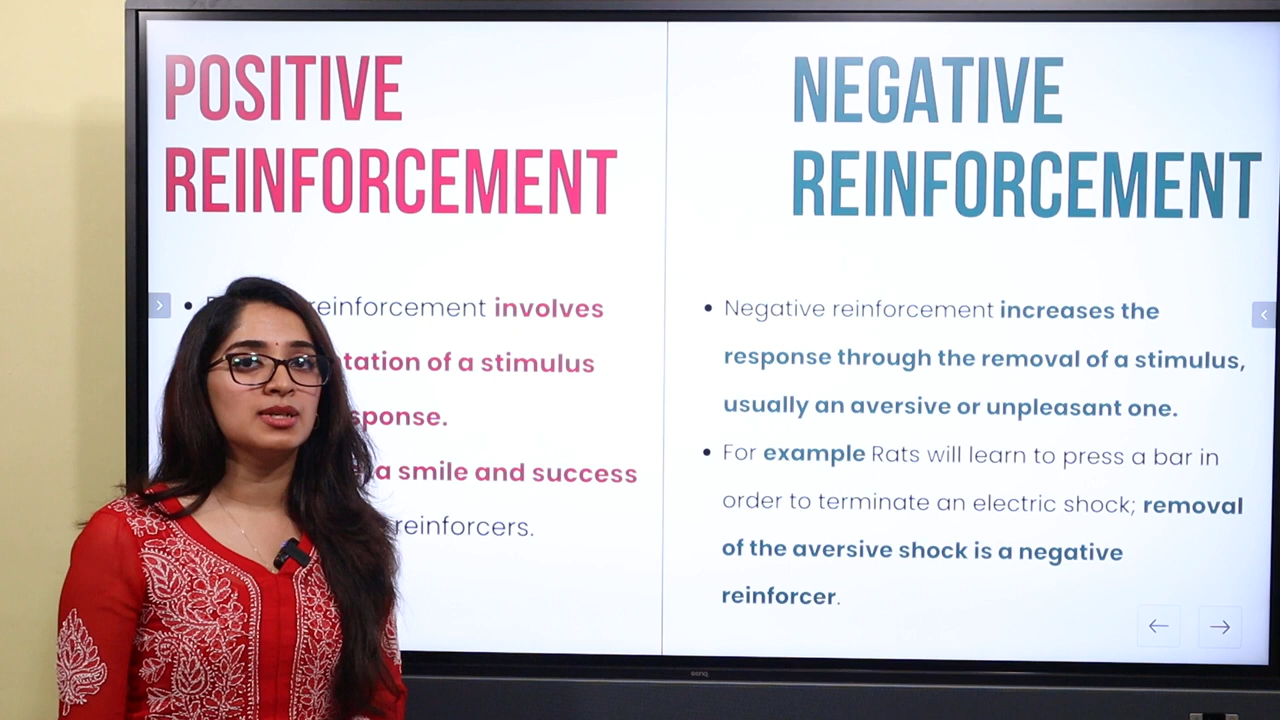 POSITIVE
REINFORCEMENT
reinforcement involves
tation of a stimulus
sponse.
a smile and success
reinforcers.
NEGATIVE
REINFORCEMENT
• Negative reinforcement increases the
response through the removal of a stimulus,
usually an aversive or unpleasant one.
• For example Rats will learn to press a bar in
order to terminate an electric shock; removal
of the aversive shock is a negative
reinforcer.
BenQ